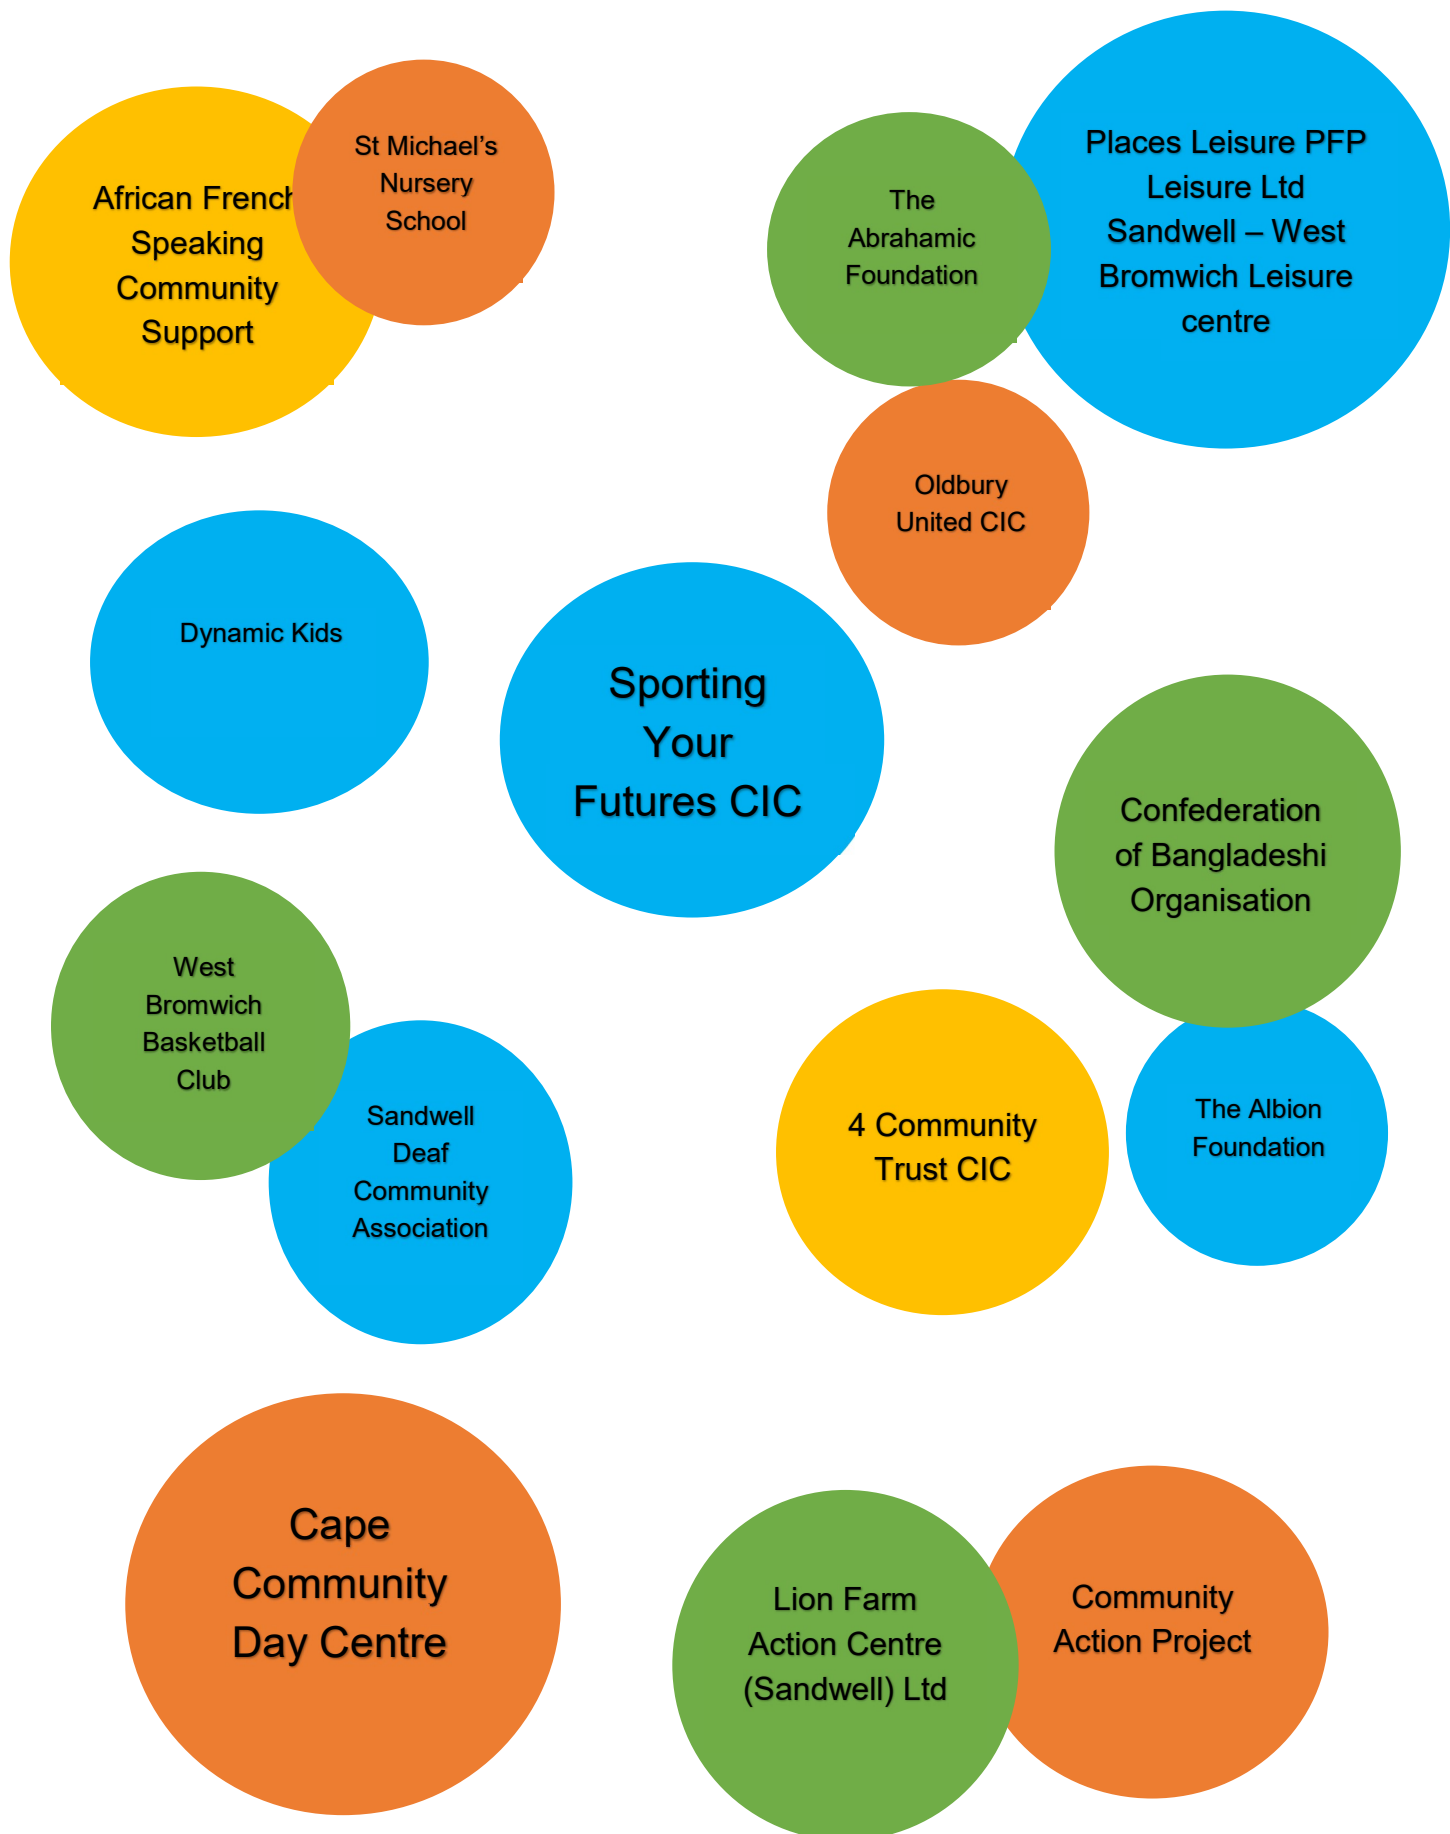 African French
Speaking
Community
Support
St Michael's
Nursery
School
The
Abrahamic
Foundation
Places Leisure PFP
Leisure Ltd
Sandwell – West
Bromwich Leisure
centre
Oldbury
United CIC
Dynamic Kids
Sporting
Your
Futures CIC
Confederation
of Bangladeshi
Organisation
West
Bromwich
Basketball
Club
Sandwell
Deaf
Community
Association
4 Community
Trust CIC
The Albion
Foundation
Cape
Community
Day Centre
Lion Farm
Action Centre
(Sandwell) Ltd
Community
Action Project